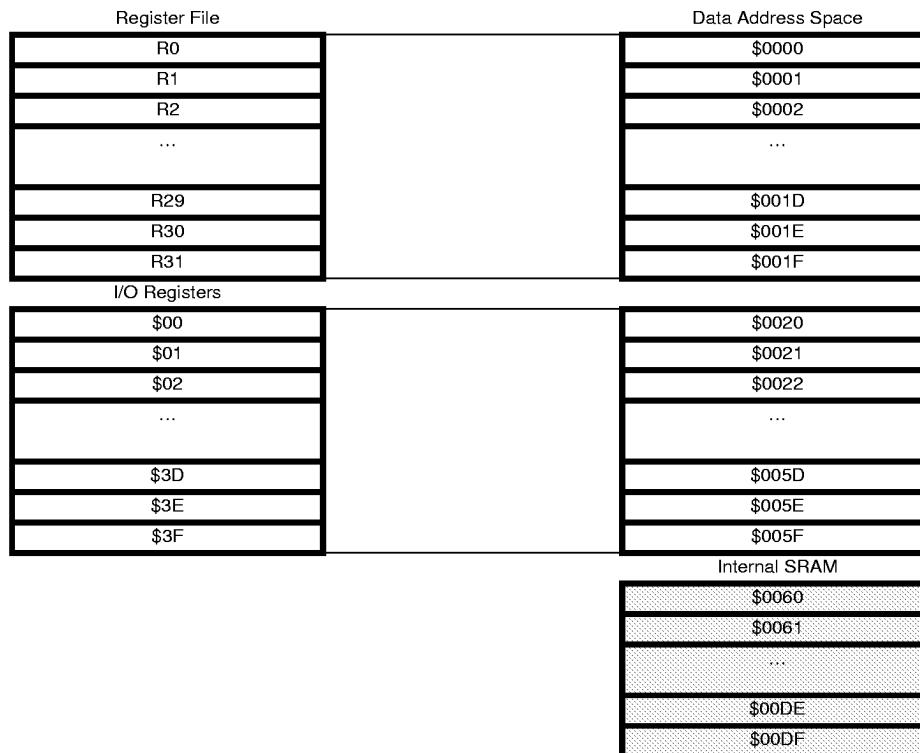 Register File
Data Address Space
R0
$0000
R1
$0001
R2
$0002
...
...
R29
$001D
R30
$001E
R31
$001F
I/O Registers
$00
$0020
$01
$0021
$02
$0022
...
...
$3D
$005D
$3E
$005E
$3F
$005F
Internal SRAM
$0060
$0061
...
$00DE
$00DF